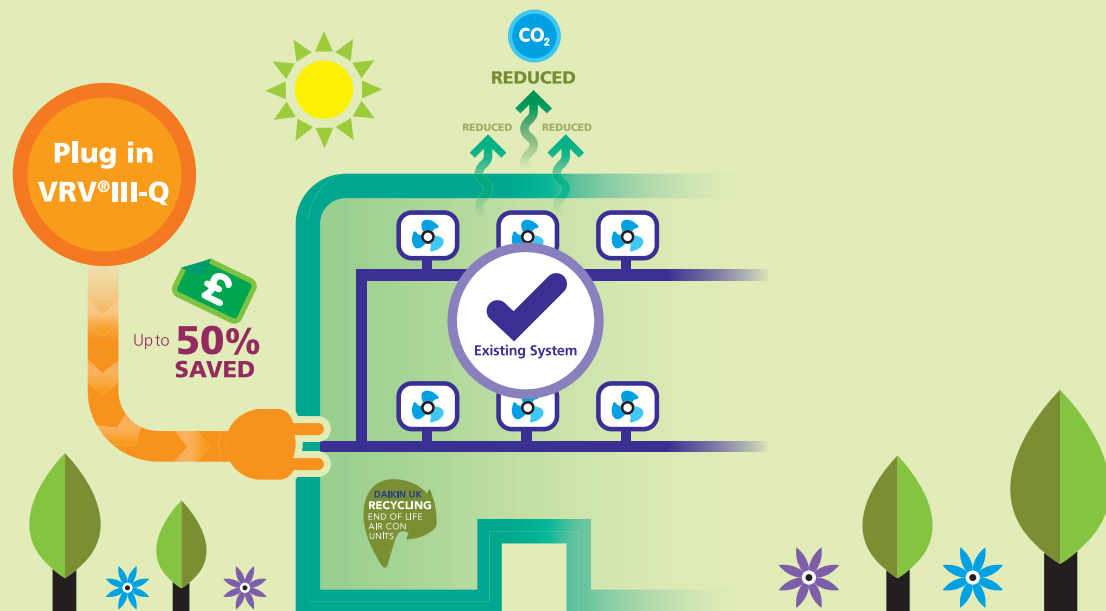 CO₂
REDUCED
REDUCED
REDUCED
Plug in
VRV®III-Q
£
Up to 50%
SAVED
Existing System
DAIKIN UK
RECYCLING
END OF LIFE
AIR CON
UNITS